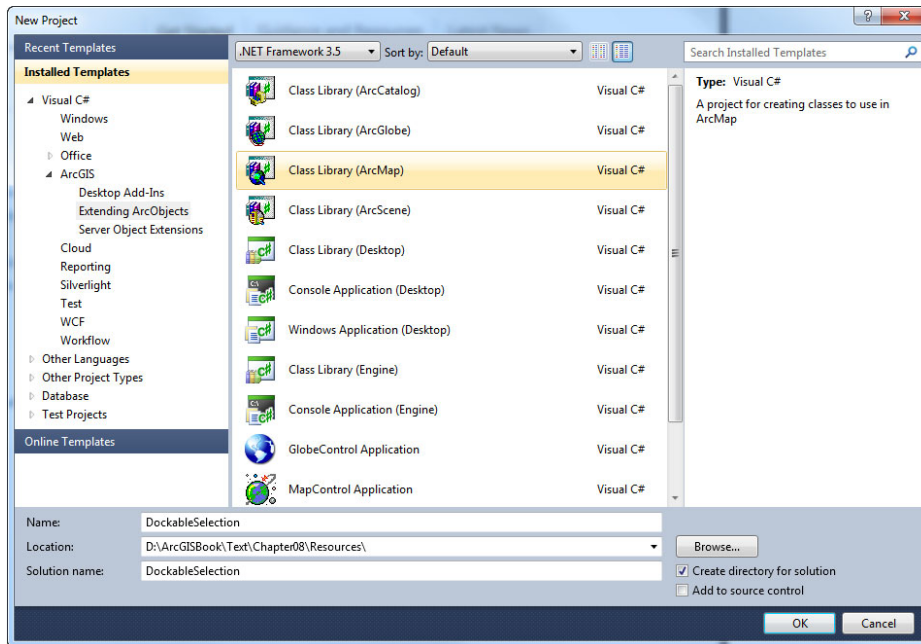 New Project
Recent Templates
Installed Templates
Visual C#
Windows
Web
Office
ArcGIS
Desktop Add-Ins
Extending ArcObjects
Server Object Extensions
Cloud
Reporting
Silverlight
Test
WCF
Workflow
Other Languages
Other Project Types
Database
Test Projects
Online Templates
.NET Framework 3.5 Sort by: Default
Class Library (ArcCatalog) Visual C#
Class Library (ArcGlobe) Visual C#
Class Library (ArcMap) Visual C#
Class Library (ArcScene) Visual C#
Class Library (Desktop) Visual C#
Console Application (Desktop) Visual C#
Windows Application (Desktop) Visual C#
Class Library (Engine) Visual C#
Console Application (Engine) Visual C#
GlobeControl Application Visual C#
MapControl Application Visual C#
Search Installed Templates
Type: Visual C#
A project for creating classes to use in
ArcMap
Name: DockableSelection
Location: D:\ArcGISBook\Text\Chapter08\Resources\ Browse...
Solution name: DockableSelection
Create directory for solution
Add to source control
OK Cancel